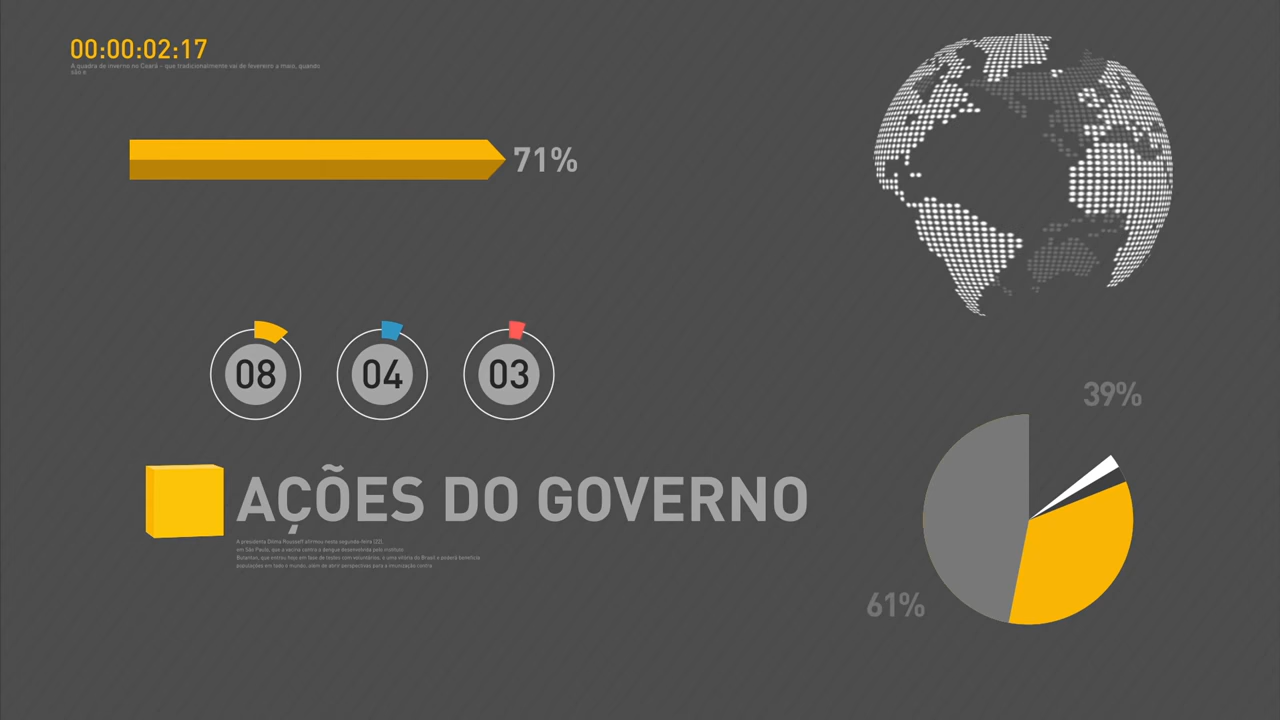 00:00:02:17
A quadra de inverno no Ceará – que tradicionalmente vai de fevereiro a maio, quando
são e
71%
08 04 03
39%
AÇÕES DO GOVERNO
A presidenta Dilma Rousseff afirmou nesta segunda-feira (22),
em São Paulo, que a vacina contra a dengue desenvolvida pelo Instituto
Butantan, que entrou hoje em fase de testes com voluntários, é uma vitória do Brasil e poderá beneficia
populações em todo o mundo, além de abrir perspectivas para a imunização contra
61%